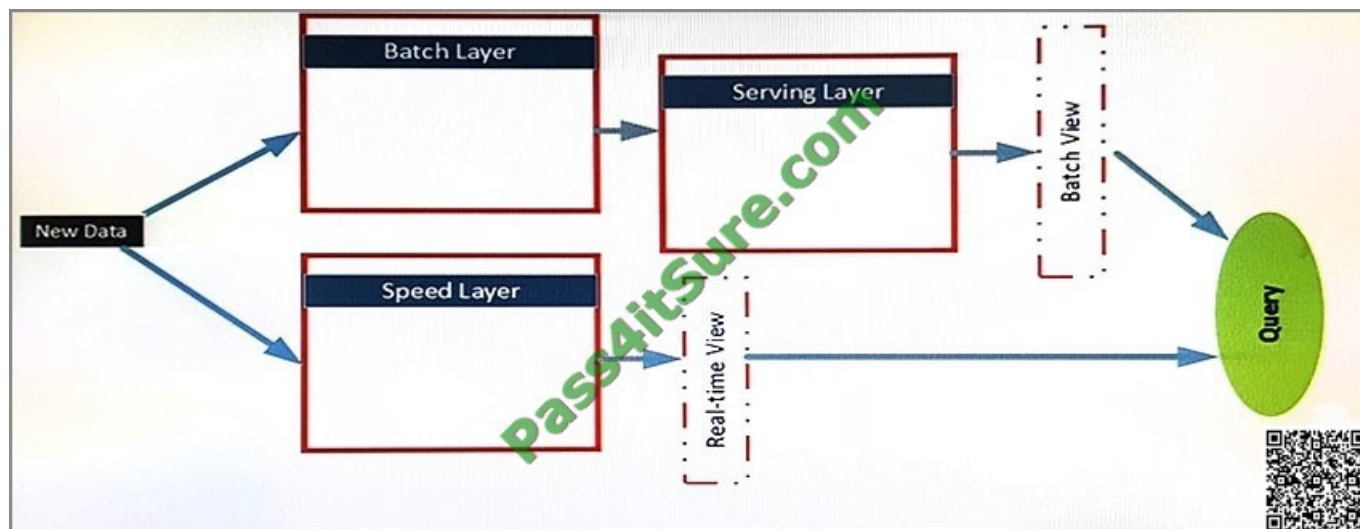 Batch Layer
Serving Layer
Batch View
New Data
Speed Layer
Real-time View
Query
Pass4itSure.com